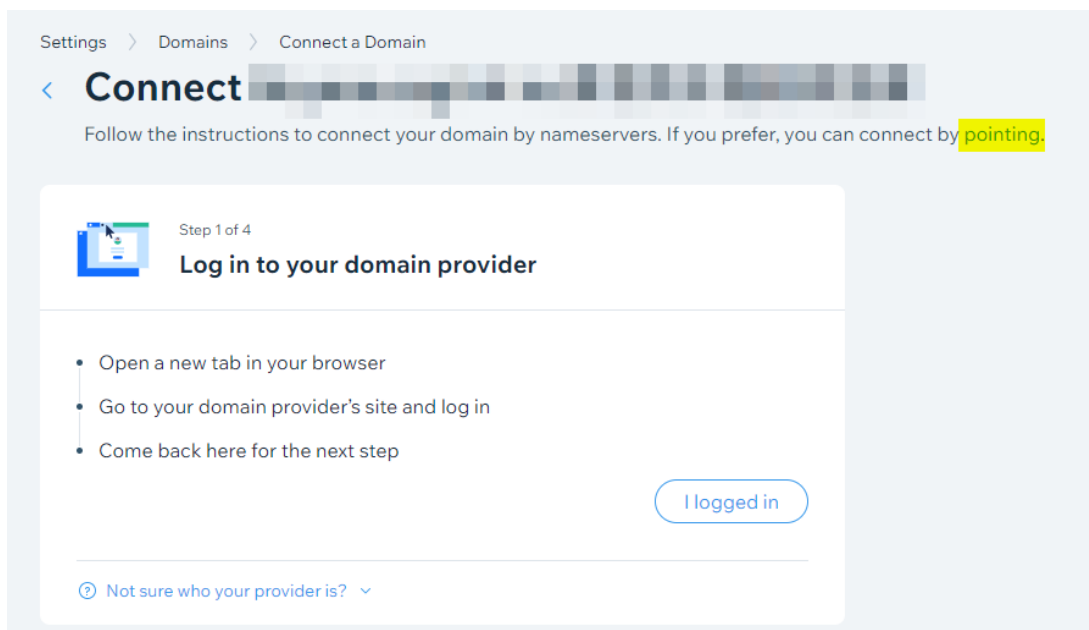 Settings > Domains > Connect a Domain
< Connect
Follow the instructions to connect your domain by nameservers. If you prefer, you can connect by pointing.
Step 1 of 4
Log in to your domain provider
• Open a new tab in your browser
• Go to your domain provider's site and log in
• Come back here for the next step
I logged in
? Not sure who your provider is?